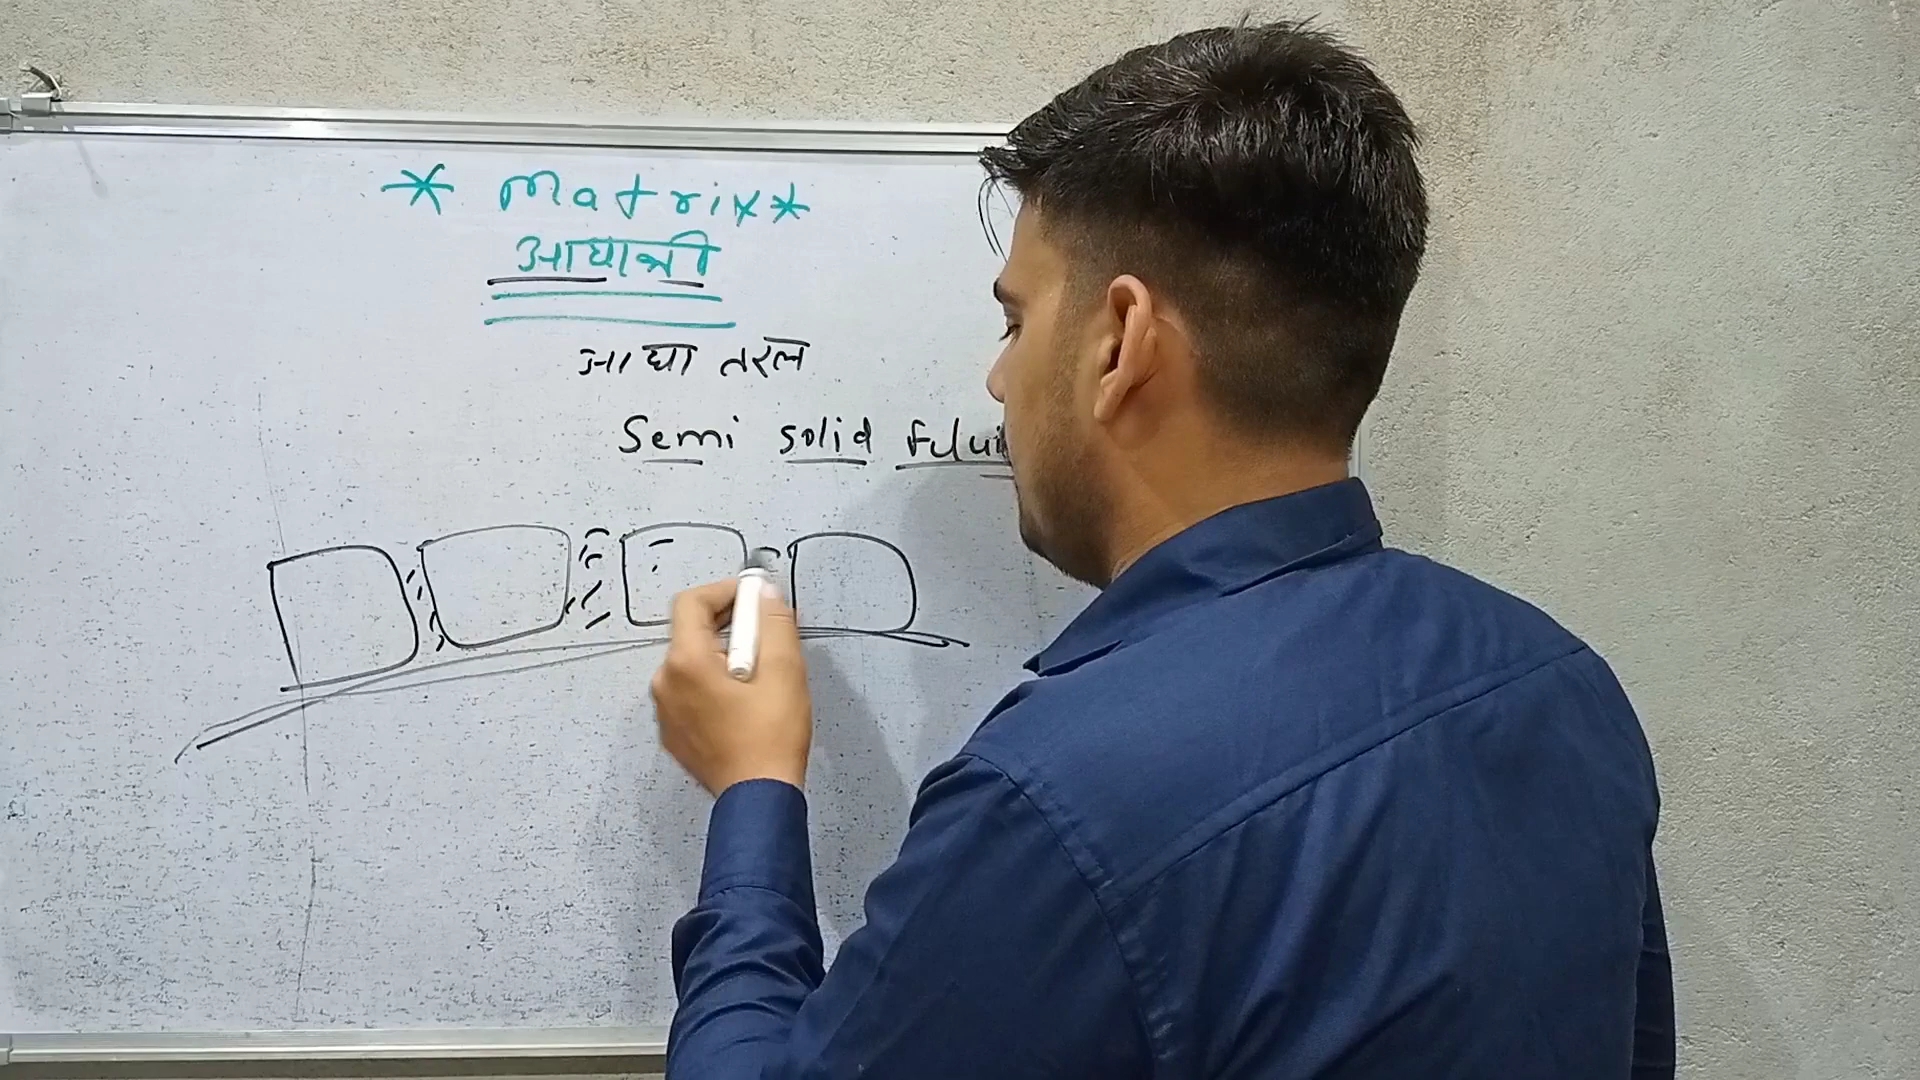 * Matrix *
आधात्री
आधा तरल
Semi solid